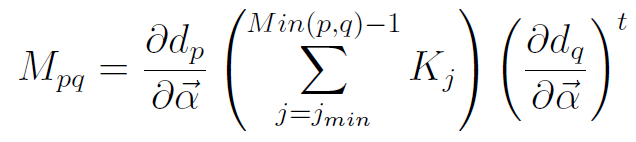 M_{pq} = \frac{\partial d_p}{\partial \vec{\alpha}} \left( \sum_{j=j_{min}}^{Min(p,q)-1} K_j \right) \left( \frac{\partial d_q}{\partial \vec{\alpha}} \right)^t